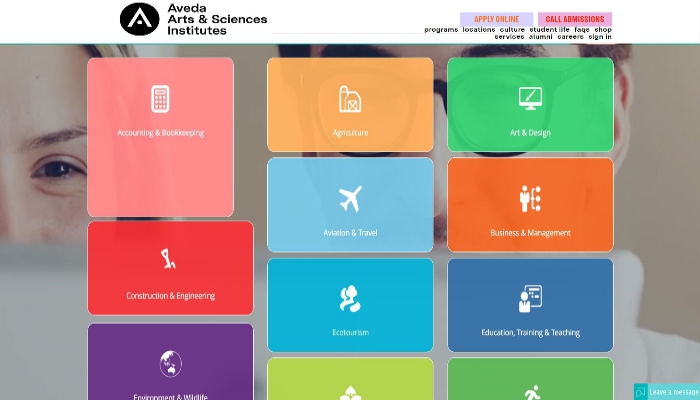 Aveda
Arts & Sciences
Institutes
APPLY ONLINE
CALL ADMISSIONS
programs locations culture student life faqs shop
services alumni careers sign in
Accounting & Bookkeeping
Agriculture
Art & Design
Aviation & Travel
Business & Management
Construction & Engineering
Ecotourism
Education, Training & Teaching
Environment & Wildlife
Leave a message